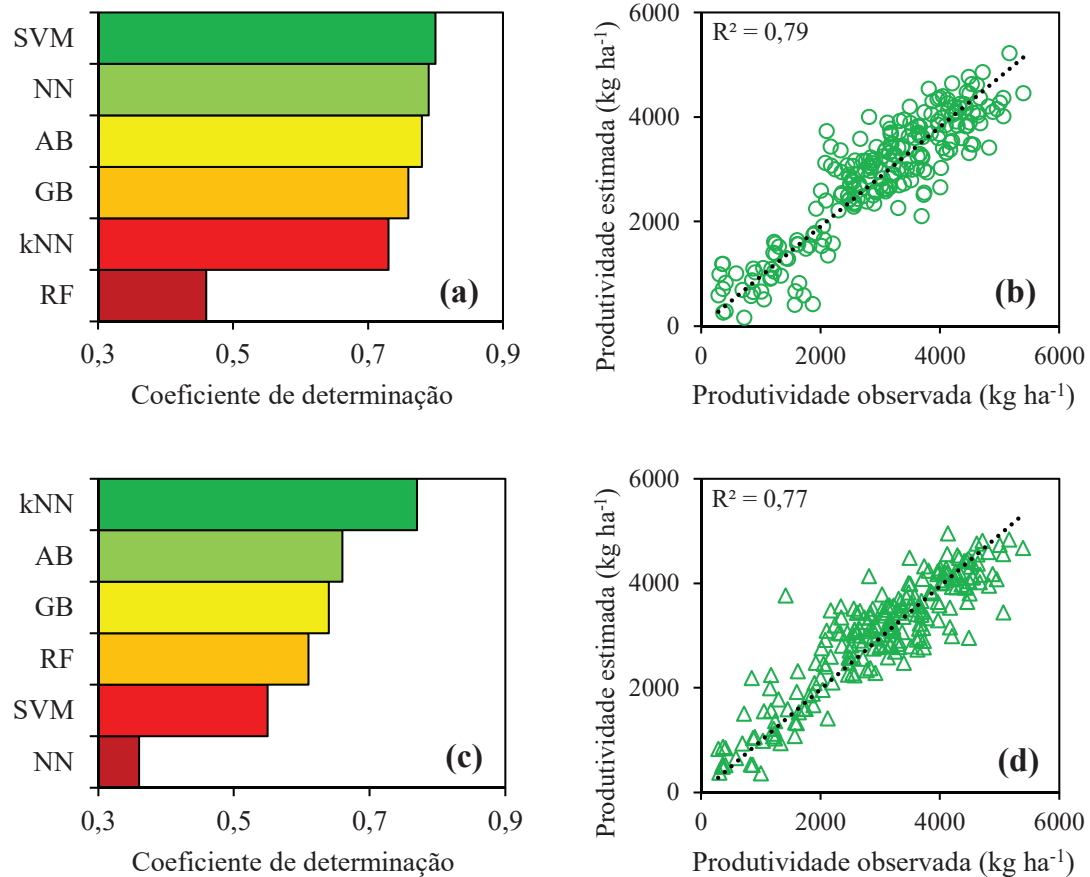 SVM
NN
AB
GB
kNN
RF
(a)
0,3 0,5 0,7 0,9
Coeficiente de determinação
Produtividade estimada (kg ha⁻¹)
6000
4000
2000
0
R² = 0,79
(b)
0 2000 4000 6000
Produtividade observada (kg ha⁻¹)
kNN
AB
GB
RF
SVM
NN
(c)
0,3 0,5 0,7 0,9
Coeficiente de determinação
Produtividade estimada (kg ha⁻¹)
6000
4000
2000
0
R² = 0,77
(d)
0 2000 4000 6000
Produtividade observada (kg ha⁻¹)